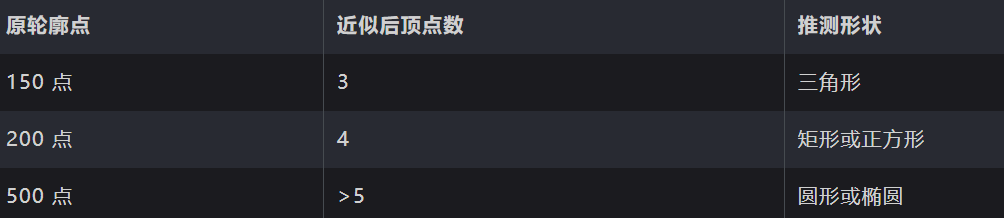 原轮廓点 近似后顶点数 推测形状
150 点 3 三角形
200 点 4 矩形或正方形
500 点 >5 圆形或椭圆